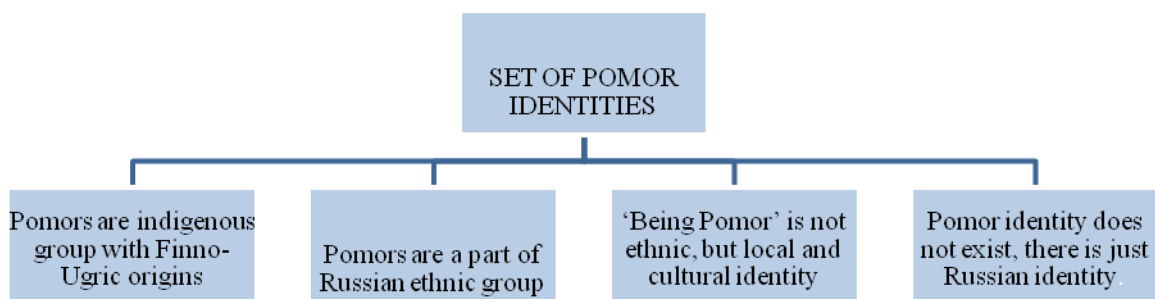 SET OF POMOR
IDENTITIES
Pomors are indigenous
group with Finno-
Ugric origins
Pomors are a part of
Russian ethnic group
‘Being Pomor’ is not
ethnic, but local and
cultural identity
Pomor identity does
not exist, there is just
Russian identity.